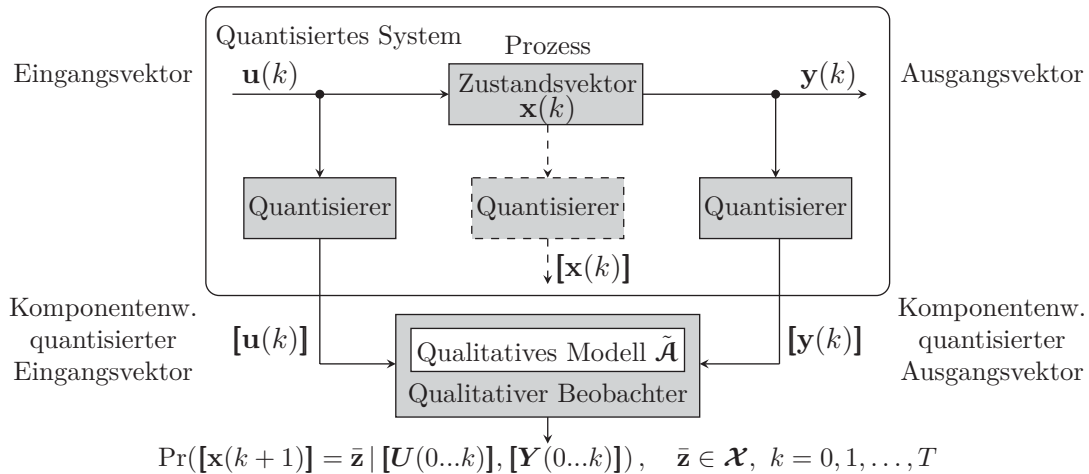 Quantisiertes System
Prozess
Eingangsvektor
u(k)
Zustandsvektor
x(k)
y(k)
Ausgangsvektor
Quantisierer
Quantisierer
Quantisierer
[x(k)]
Komponentenw.
quantisierter
Eingangsvektor
[u(k)]
Qualitatives Modell 𝓐̃
Qualitativer Beobachter
[y(k)]
Komponentenw.
quantisierter
Ausgangsvektor
Pr([x(k + 1)] = z̄ | [U(0...k)], [Y(0...k)]) , z̄ ∈ 𝓧, k = 0, 1, . . . , T